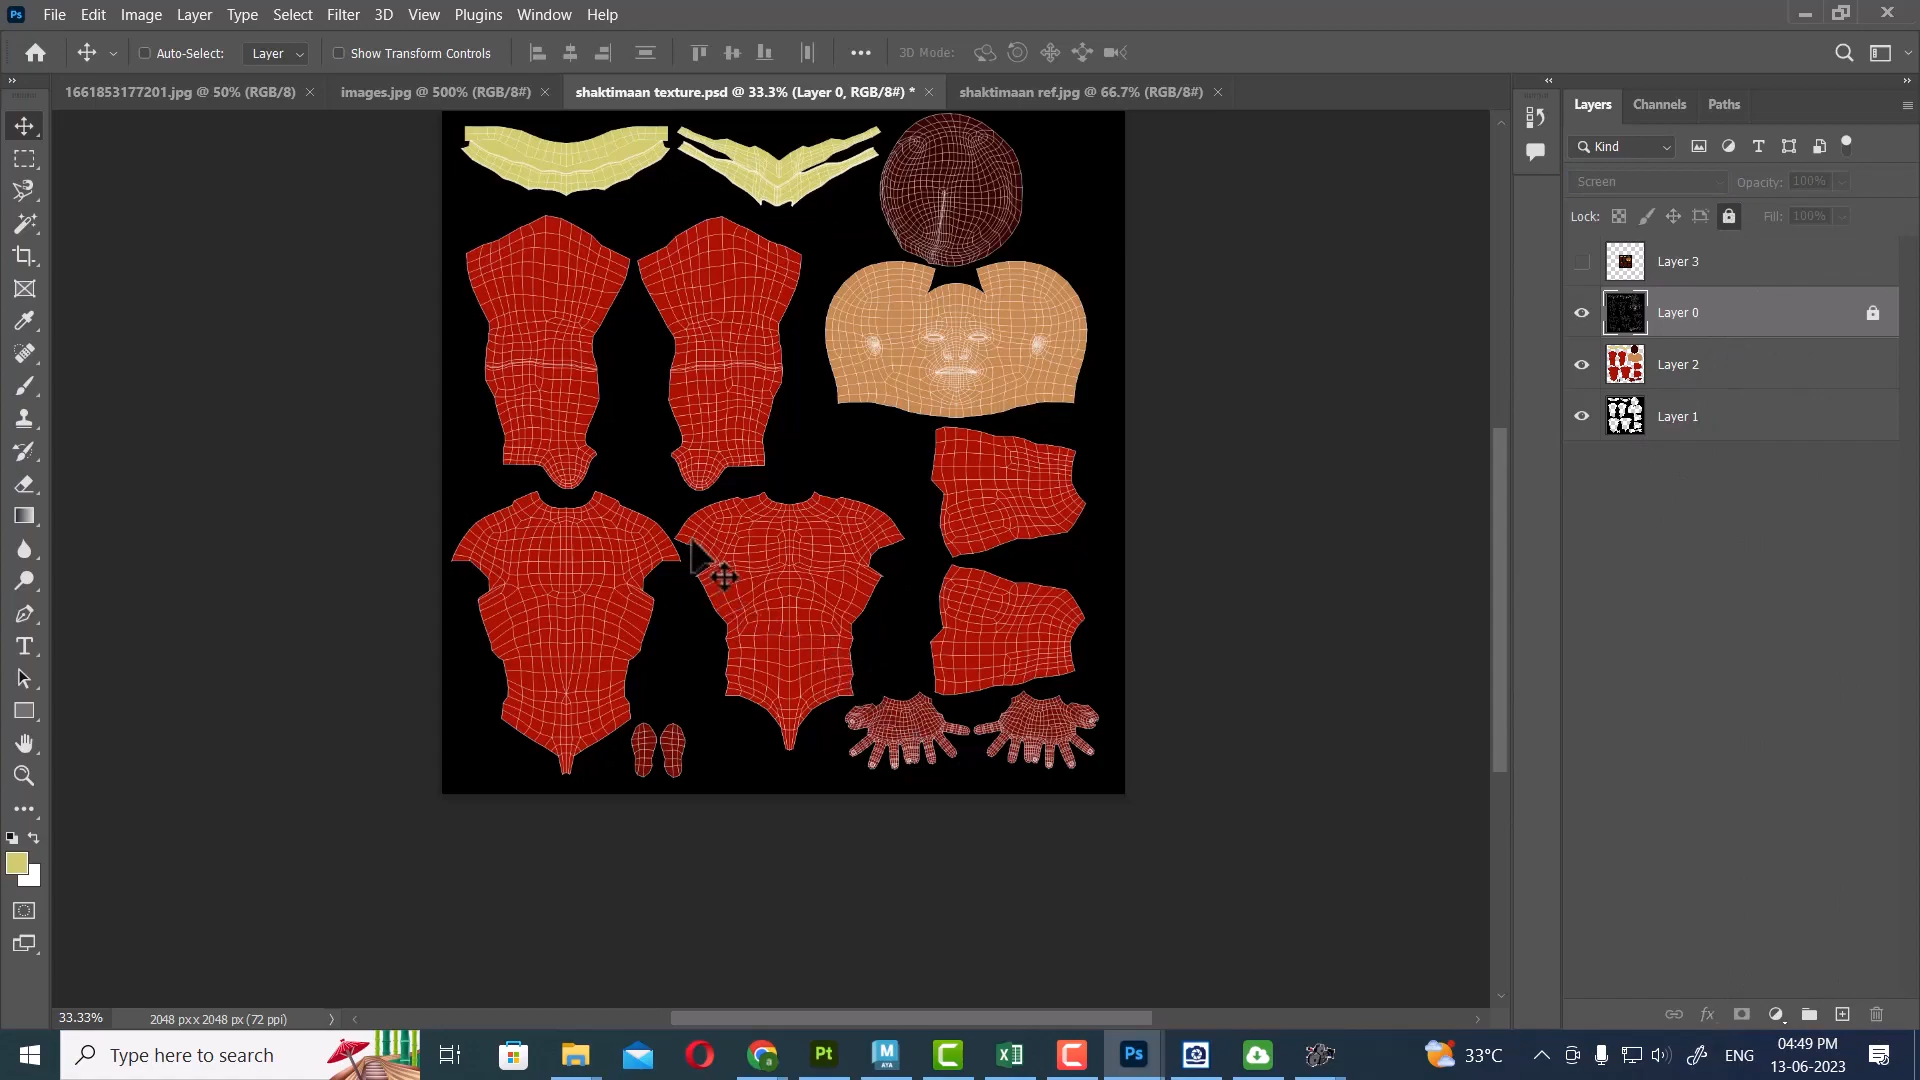 Ps File Edit Image Layer Type Select Filter 3D View Plugins Window Help
Auto-Select: Layer Show Transform Controls 3D Mode:
1661853177201.jpg @ 50% (RGB/8) images.jpg @ 500% (RGB/8#) shaktimaan texture.psd @ 33.3% (Layer 0, RGB/8#) * shaktimaan ref.jpg @ 66.7% (RGB/8#)
Layers Channels Paths
Kind
Screen Opacity: 100%
Lock: Fill: 100%
Layer 3
Layer 0
Layer 2
Layer 1
33.33% 2048 px x 2048 px (72 ppi)
Type here to search Pt M AYA C C Ps 33°C ENG 04:49 PM
13-06-2023